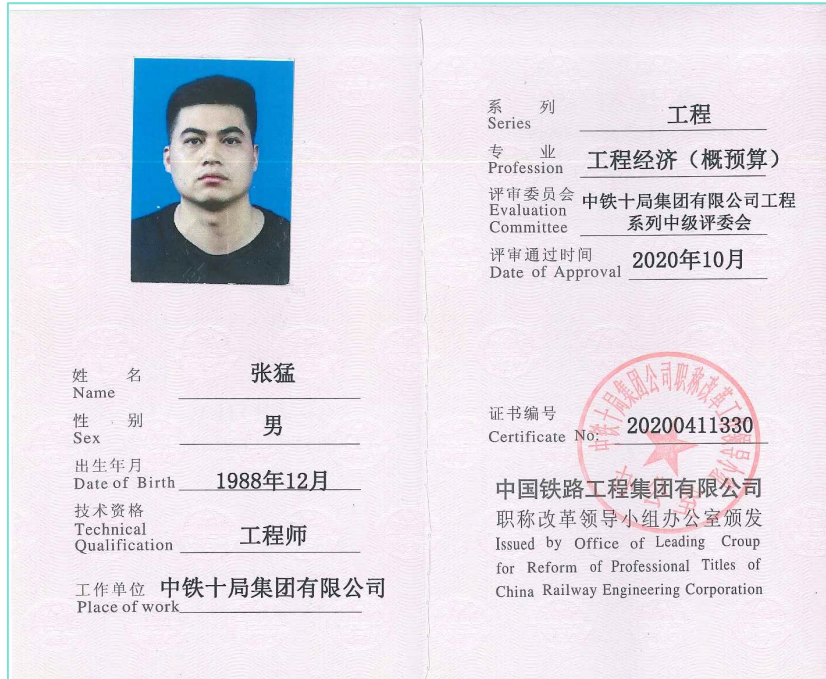 姓 名 张猛
Name
性 别 男
Sex
出生年月
Date of Birth 1988年12月
技术资格
Technical
Qualification 工程师
工作单位 中铁十局集团有限公司
Place of work
系 列 工程
Series
专 业 工程经济（概预算）
Profession
评审委员会 中铁十局集团有限公司工程
Evaluation
Committee 系列中级评委会
评审通过时间 2020年10月
Date of Approval
证书编号 20200411330
Certificate No:
中国铁路工程集团有限公司
职称改革领导小组办公室颁发
Issued by Office of Leading Croup
for Reform of Professional Titles of
China Railway Engineering Corporation